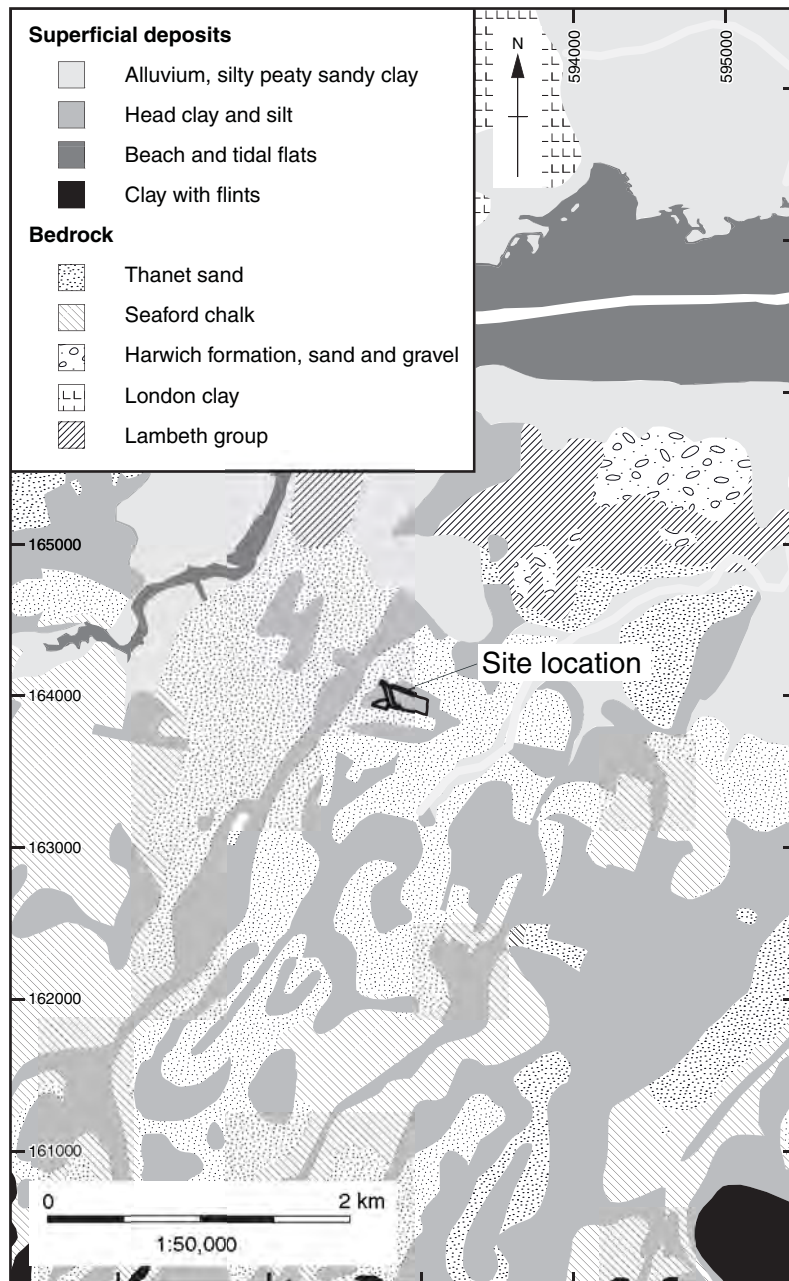 Superficial deposits
Alluvium, silty peaty sandy clay
Head clay and silt
Beach and tidal flats
Clay with flints
Bedrock
Thanet sand
Seaford chalk
Harwich formation, sand and gravel
London clay
Lambeth group
N
594000
595000
165000
Site location
164000
163000
162000
161000
0 2 km
1:50,000